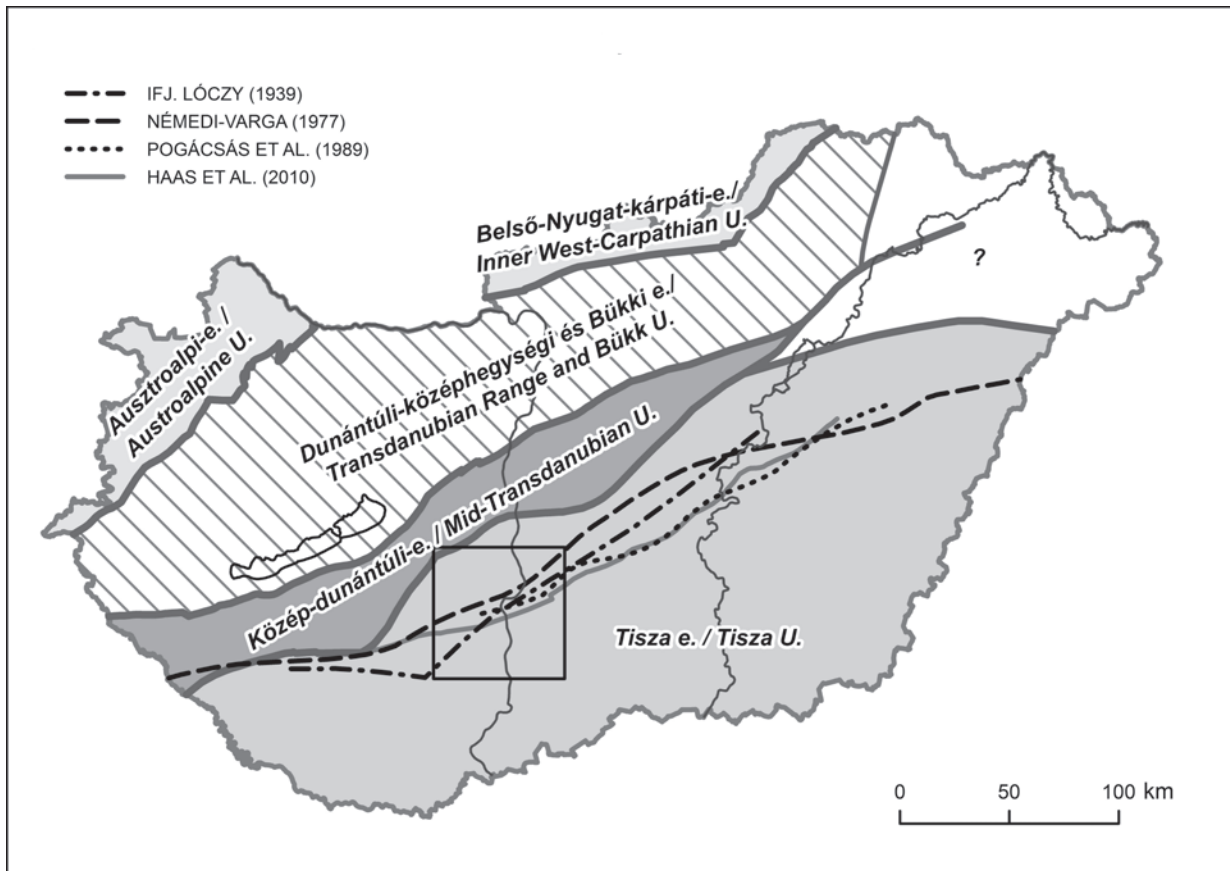 IFJ. LÓCZY (1939)
NÉMEDI-VARGA (1977)
POGÁCSÁS ET AL. (1989)
HAAS ET AL. (2010)
Belső-Nyugat-kárpáti-e./
Inner West-Carpathian U.
?
Ausztroalpi-e. /
Austroalpine U.
Dunántúli-középhegységi és Bükki e./
Transdanubian Range and Bükk U.
Közép-dunántúli-e. / Mid-Transdanubian U.
Tisza e. / Tisza U.
0 50 100 km